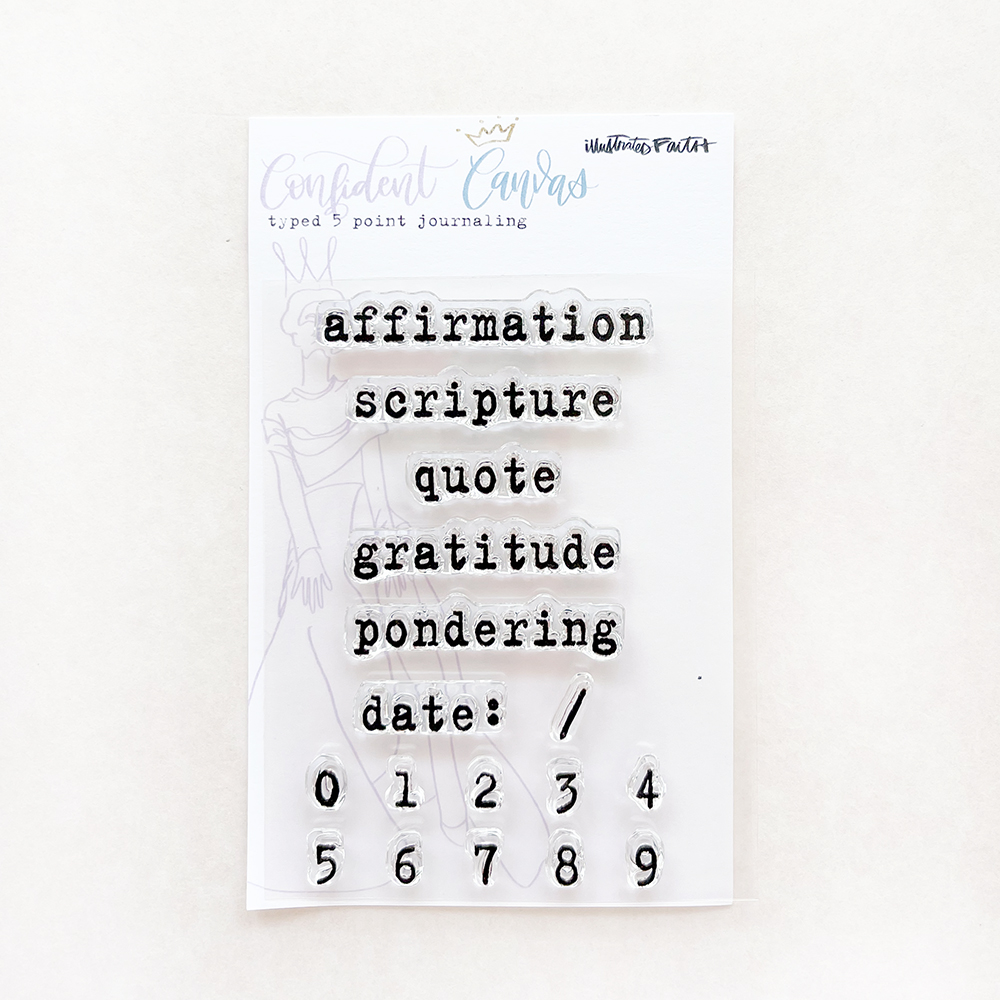 Confident Canvas
illustrated Faith
typed 5 point journaling
affirmation
scripture
quote
gratitude
pondering
date: /
0 1 2 3 4
5 6 7 8 9